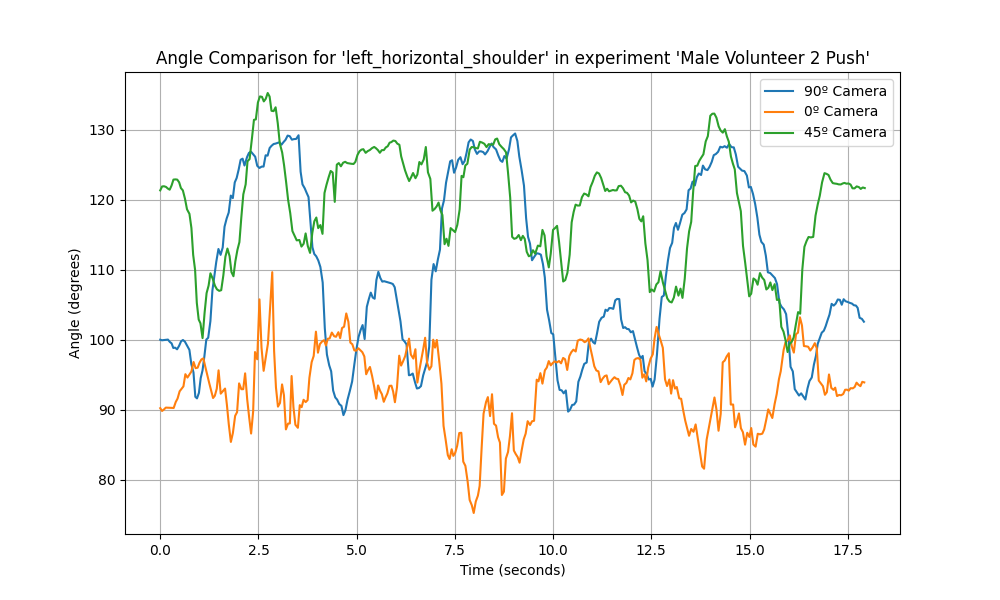 Angle Comparison for 'left_horizontal_shoulder' in experiment 'Male Volunteer 2 Push'
90º Camera
0º Camera
45º Camera
Angle (degrees)
130
120
110
100
90
80
0.0 2.5 5.0 7.5 10.0 12.5 15.0 17.5
Time (seconds)